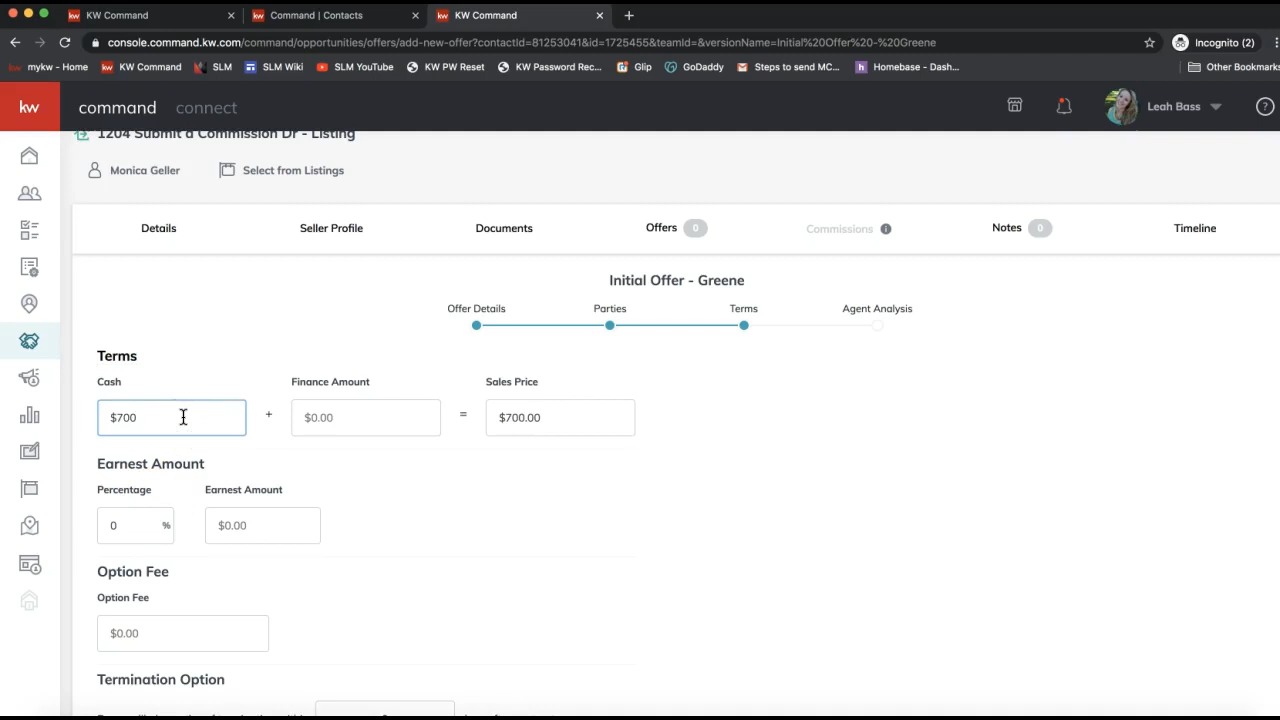 KW Command
Command | Contacts
KW Command
console.command.kw.com/command/opportunities/offers/add-new-offer?contactId=81253041&id=1725455&teamId=&versionName=Initial%20Offer%20-%20Greene
Incognito (2)
mykw - Home
KW Command
SLM
SLM Wiki
SLM YouTube
KW PW Reset
KW Password Rec...
Glip
GoDaddy
Steps to send MC...
Homebase - Dash...
Other Bookmarks
kw
command connect
Leah Bass
1204 Submit a Commission Dr - Listing
Monica Geller
Select from Listings
Details
Seller Profile
Documents
Offers 0
Commissions
Notes 0
Timeline
Initial Offer - Greene
Offer Details
Parties
Terms
Agent Analysis
Terms
Cash
Finance Amount
Sales Price
$700
+
$0.00
=
$700.00
Earnest Amount
Percentage
Earnest Amount
0 %
$0.00
Option Fee
Option Fee
$0.00
Termination Option